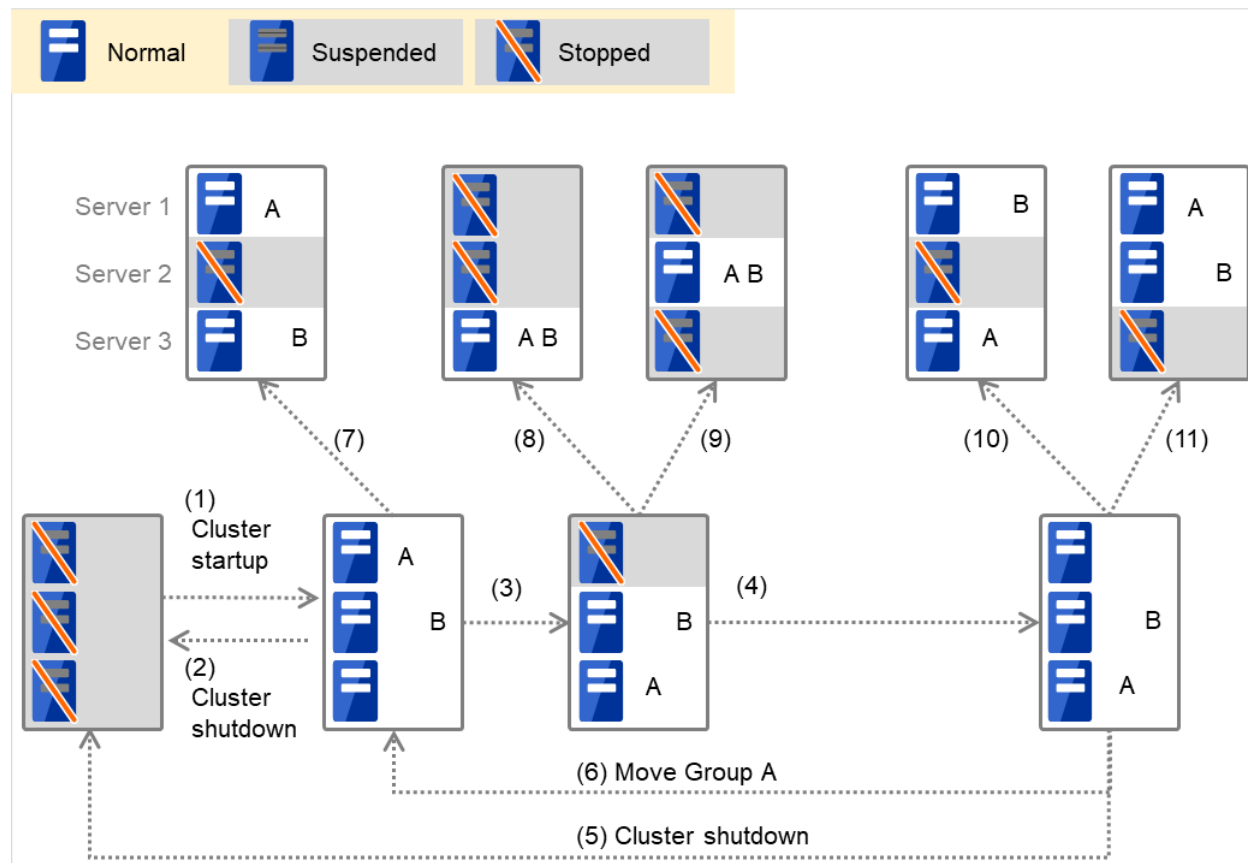 Normal
Suspended
Stopped
Server 1
Server 2
Server 3
A
B
A B
A B
B
A
A
B
(7)
(8)
(9)
(10)
(11)
(1)
Cluster
startup
(2)
Cluster
shutdown
A
B
(3)
B
A
(4)
B
A
(6) Move Group A
(5) Cluster shutdown